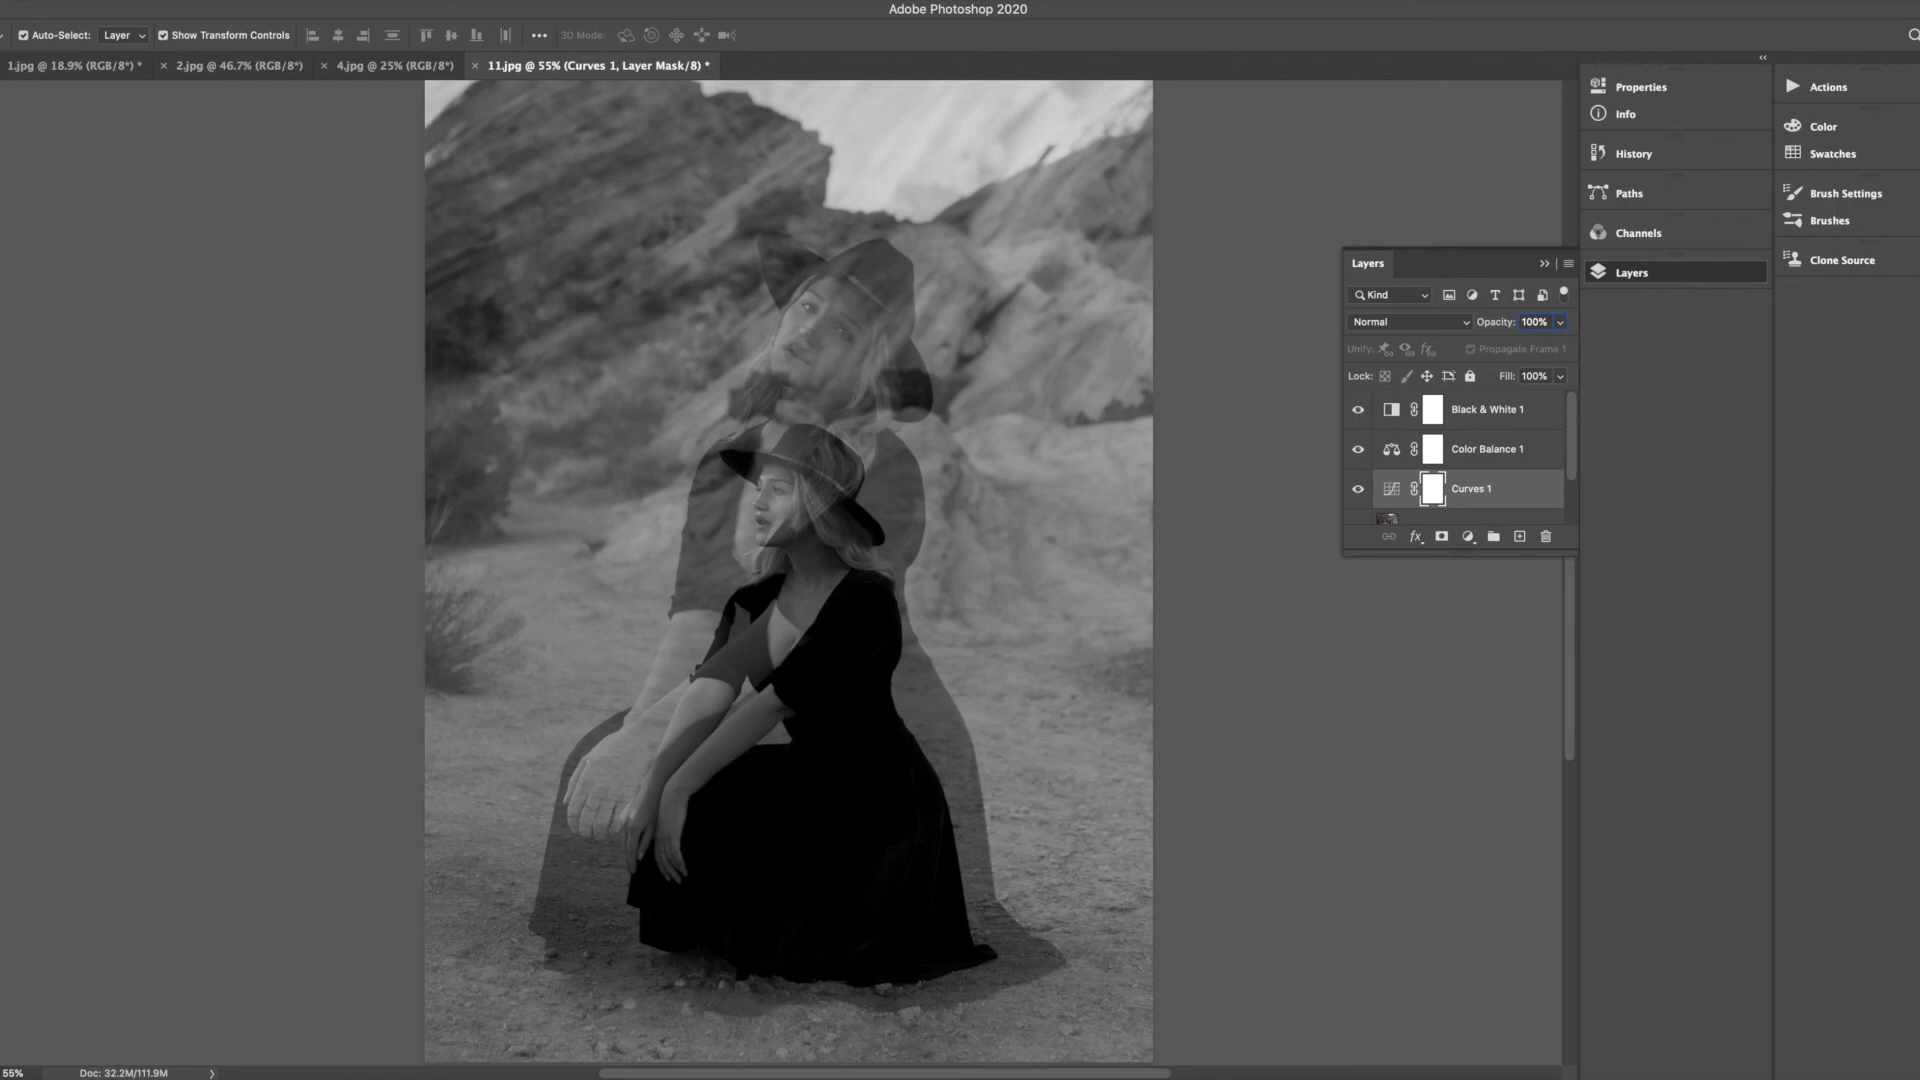 Adobe Photoshop 2020
Auto-Select: Layer Show Transform Controls 3D Mode:
1.jpg @ 18.9% (RGB/8*) * × 2.jpg @ 46.7% (RGB/8*) × 4.jpg @ 25% (RGB/8*) × 11.jpg @ 55% (Curves 1, Layer Mask/8) *
Properties
Info
History
Paths
Channels
Layers
Actions
Color
Swatches
Brush Settings
Brushes
Clone Source
Layers
Kind
Normal Opacity: 100%
Unify: Propagate Frame 1
Lock: Fill: 100%
Black & White 1
Color Balance 1
Curves 1
fx
55% Doc: 32.2M/111.9M